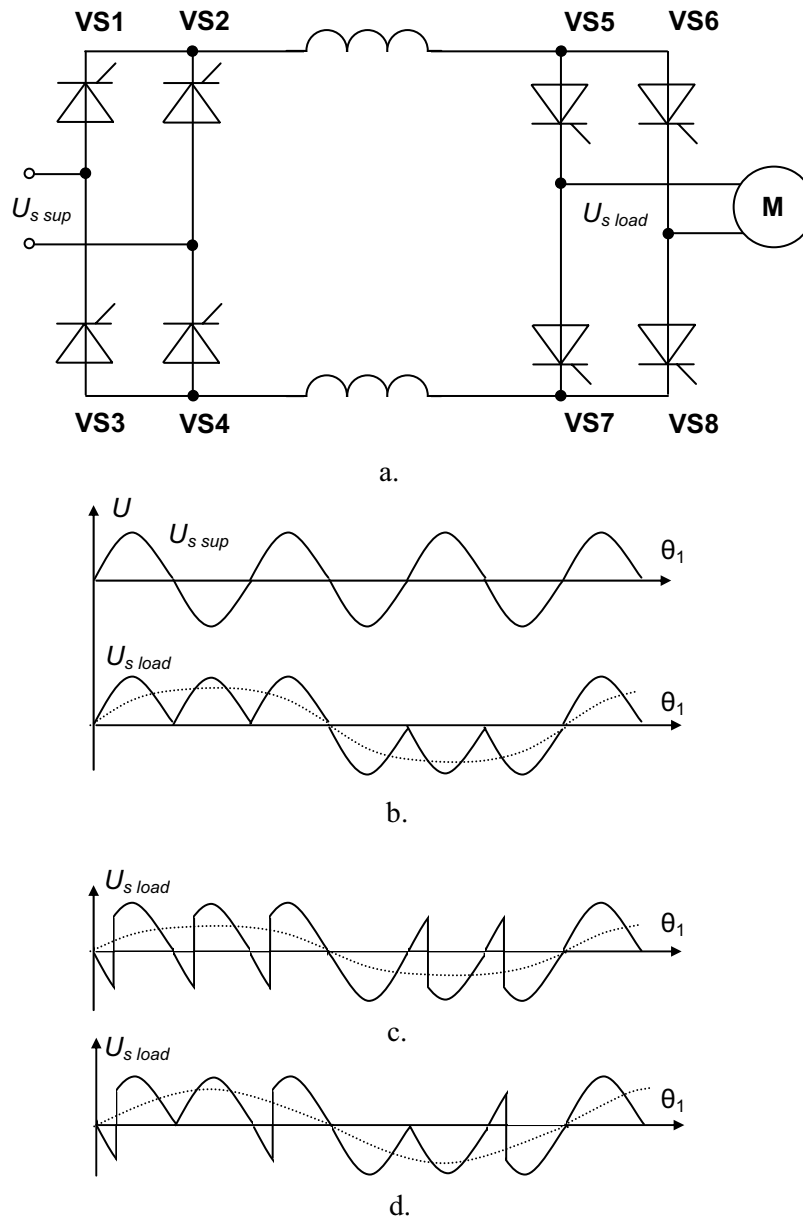 VS1 VS2 VS5 VS6
U_s sup U_s load M
VS3 VS4 VS7 VS8
a.
U
U_s sup θ₁
U_s load
θ₁
b.
U_s load
θ₁
c.
U_s load
θ₁
d.